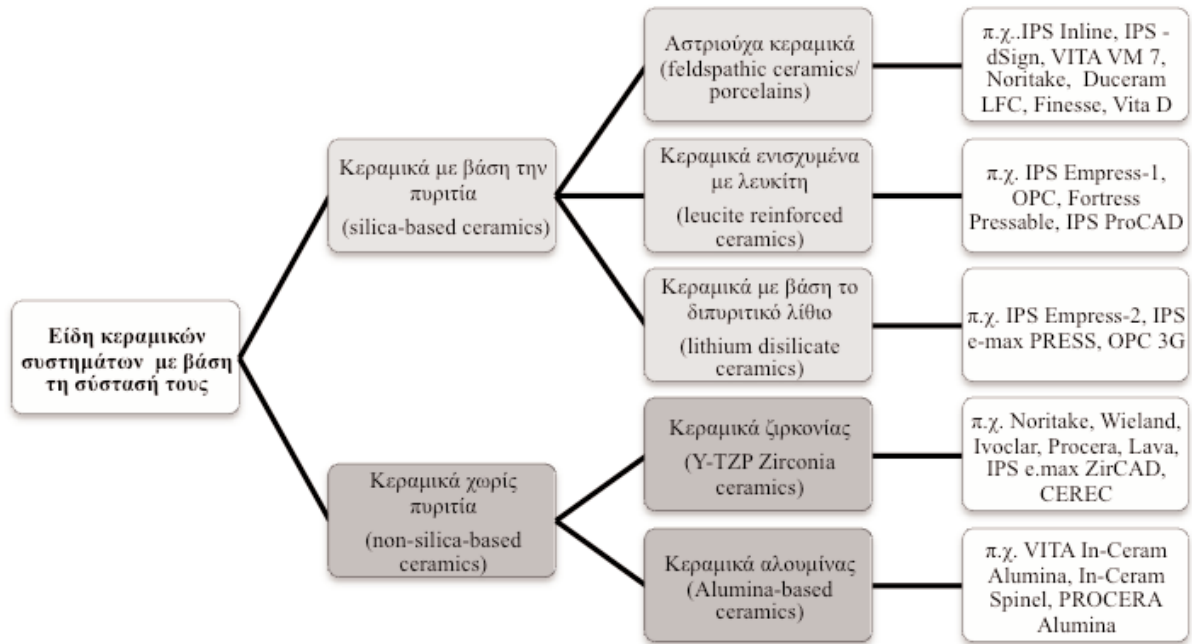 Είδη κεραμικών
συστημάτων με βάση
τη σύστασή τους
Κεραμικά με βάση την
πυριτία
(silica-based ceramics)
Αστριούχα κεραμικά
(feldspathic ceramics/
porcelains)
π.χ..IPS Inline, IPS -
dSign, VITA VM 7,
Noritake, Duceram
LFC, Finesse, Vita D
Κεραμικά ενισχυμένα
με λευκίτη
(leucite reinforced
ceramics)
π.χ. IPS Empress-1,
OPC, Fortress
Pressable, IPS ProCAD
Κεραμικά με βάση το
διπυριτικό λίθιο
(lithium disilicate
ceramics)
π.χ. IPS Empress-2, IPS
e-max PRESS, OPC 3G
Κεραμικά χωρίς
πυριτία
(non-silica-based
ceramics)
Κεραμικά ζιρκονίας
(Y-TZP Zirconia
ceramics)
π.χ. Noritake, Wieland,
Ivoclar, Procera, Lava,
IPS e.max ZirCAD,
CEREC
Κεραμικά αλουμίνας
(Alumina-based
ceramics)
π.χ. VITA In-Ceram
Alumina, In-Ceram
Spinel, PROCERA
Alumina